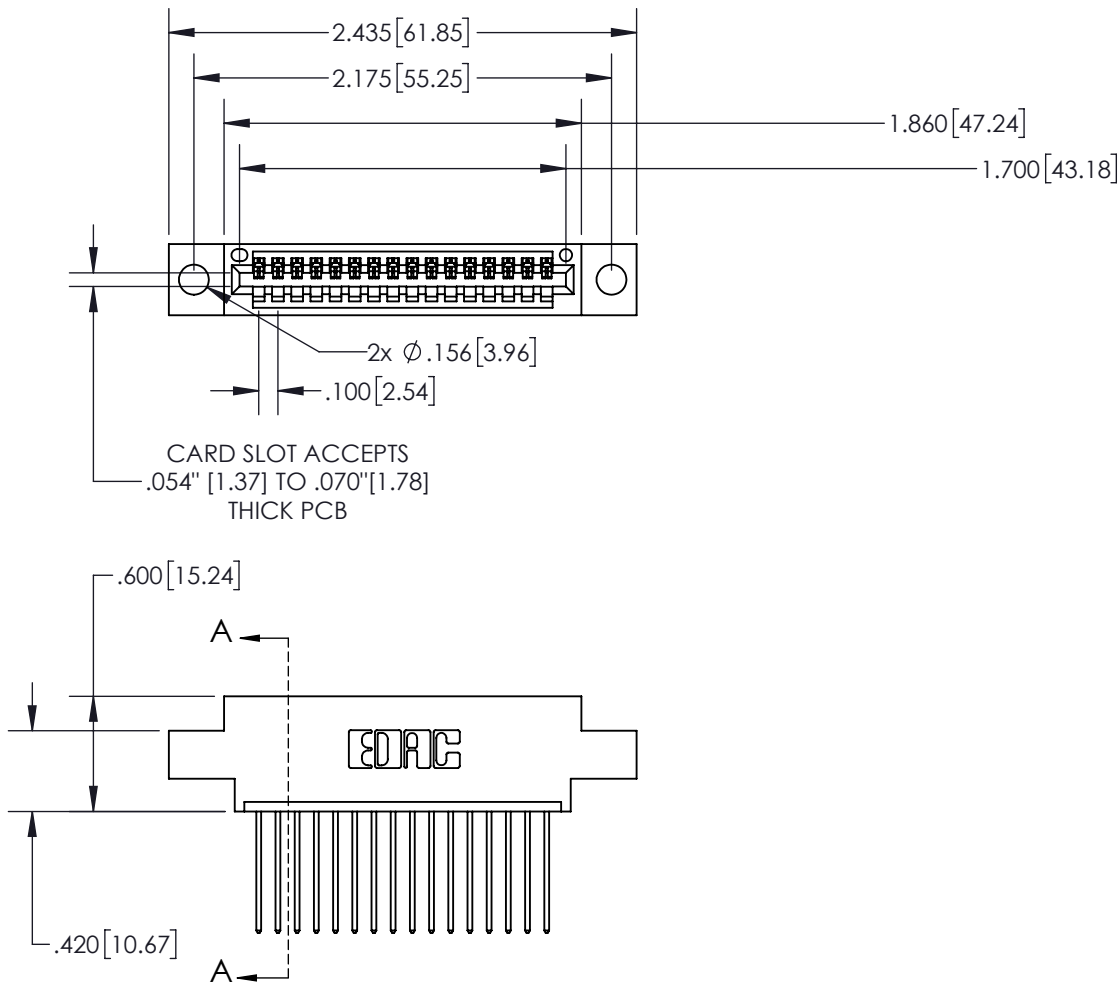 2.435[61.85]
2.175[55.25]
1.860[47.24]
1.700[43.18]
2x ∅.156[3.96]
.100[2.54]
CARD SLOT ACCEPTS
.054" [1.37] TO .070"[1.78]
THICK PCB
.600[15.24]
A
EDAC
.420[10.67]
A